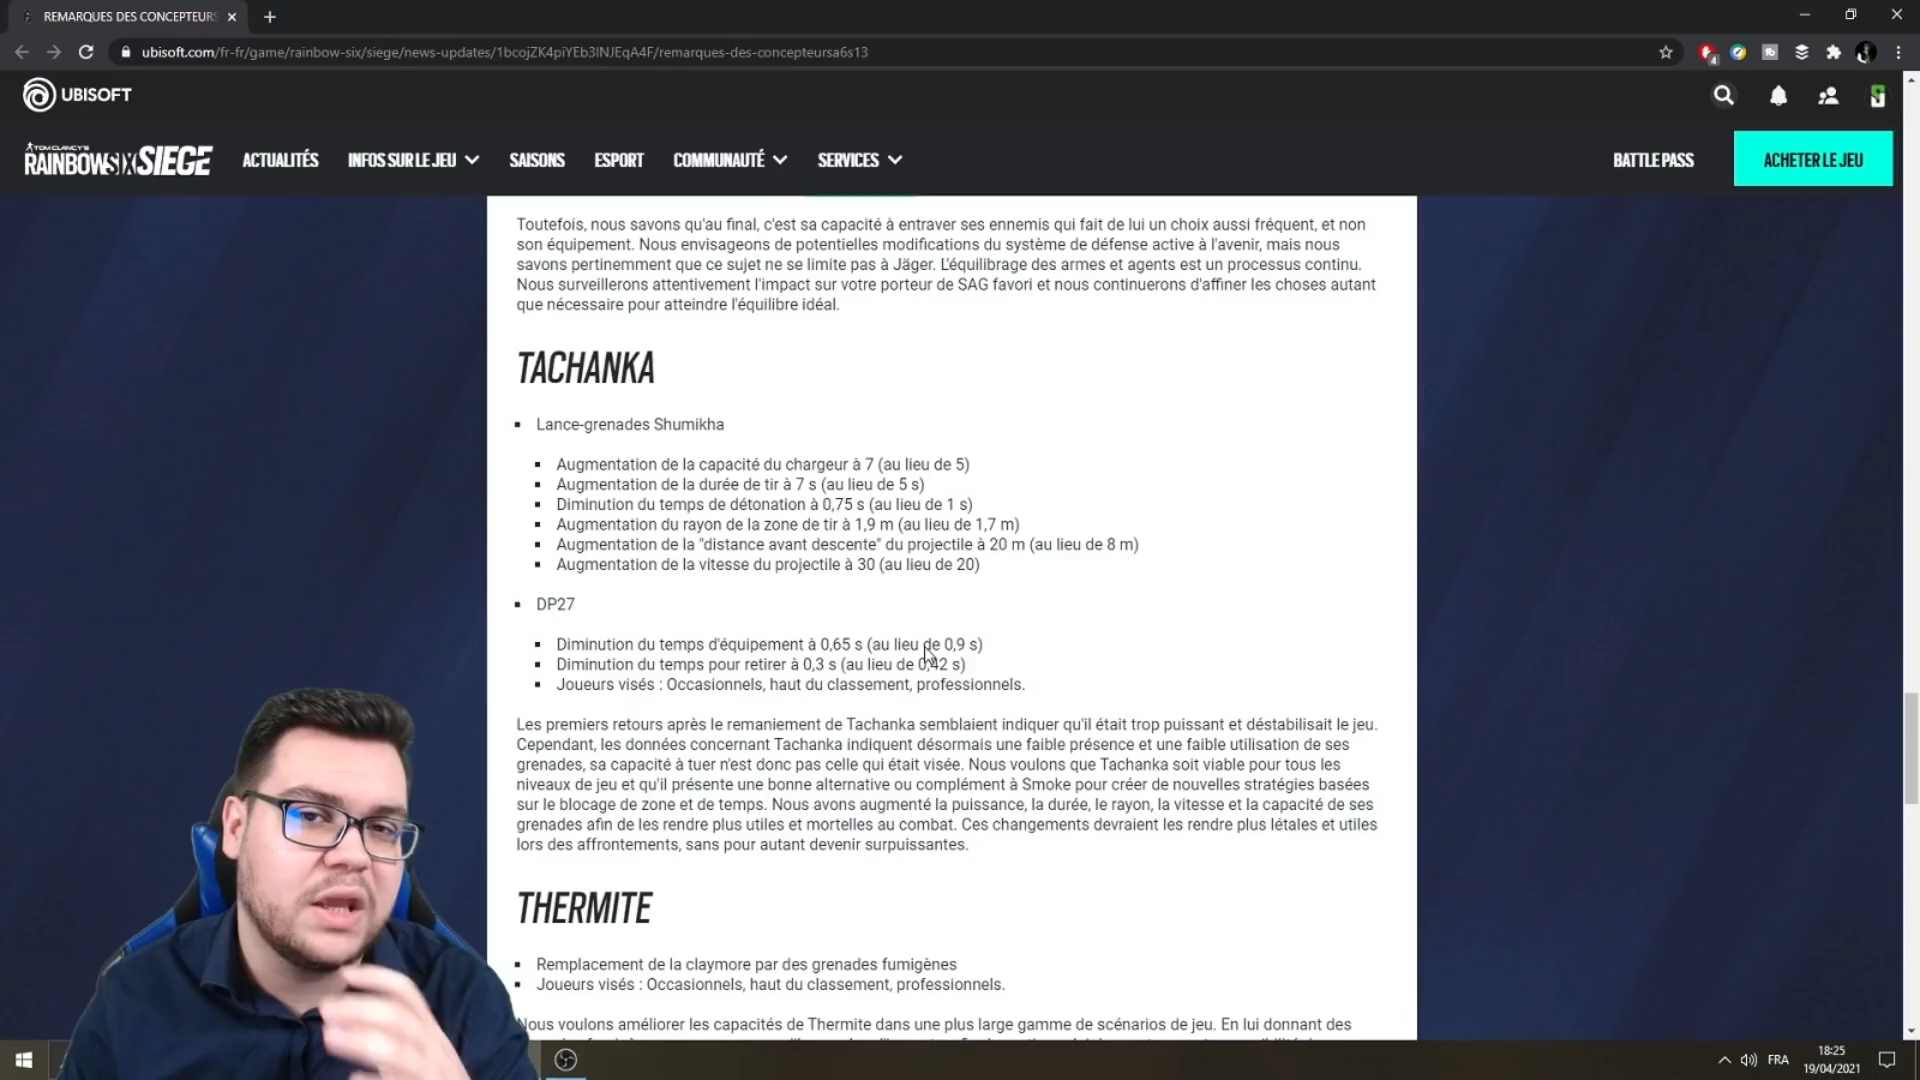 REMARQUES DES CONCEPTEURS
ubisoft.com/fr-fr/game/rainbow-six/siege/news-updates/1bcojZK4piYEb3lNJEqA4F/remarques-des-concepteursa6s13
4
UBISOFT
TOM CLANCY'S
RAINBOWSIX SIEGE
ACTUALITÉS
INFOS SUR LE JEU
SAISONS
ESPORT
COMMUNAUTÉ
SERVICES
BATTLE PASS
ACHETER LE JEU
Toutefois, nous savons qu'au final, c'est sa capacité à entraver ses ennemis qui fait de lui un choix aussi fréquent, et non
son équipement. Nous envisageons de potentielles modifications du système de défense active à l'avenir, mais nous
savons pertinemment que ce sujet ne se limite pas à Jäger. L'équilibrage des armes et agents est un processus continu.
Nous surveillerons attentivement l'impact sur votre porteur de SAG favori et nous continuerons d'affiner les choses autant
que nécessaire pour atteindre l'équilibre idéal.
TACHANKA
Lance-grenades Shumikha
Augmentation de la capacité du chargeur à 7 (au lieu de 5)
Augmentation de la durée de tir à 7 s (au lieu de 5 s)
Diminution du temps de détonation à 0,75 s (au lieu de 1 s)
Augmentation du rayon de la zone de tir à 1,9 m (au lieu de 1,7 m)
Augmentation de la "distance avant descente" du projectile à 20 m (au lieu de 8 m)
Augmentation de la vitesse du projectile à 30 (au lieu de 20)
DP27
Diminution du temps d'équipement à 0,65 s (au lieu de 0,9 s)
Diminution du temps pour retirer à 0,3 s (au lieu de 0,42 s)
Joueurs visés : Occasionnels, haut du classement, professionnels.
Les premiers retours après le remaniement de Tachanka semblaient indiquer qu'il était trop puissant et déstabilisait le jeu.
Cependant, les données concernant Tachanka indiquent désormais une faible présence et une faible utilisation de ses
grenades, sa capacité à tuer n'est donc pas celle qui était visée. Nous voulons que Tachanka soit viable pour tous les
niveaux de jeu et qu'il présente une bonne alternative ou complément à Smoke pour créer de nouvelles stratégies basées
sur le blocage de zone et de temps. Nous avons augmenté la puissance, la durée, le rayon, la vitesse et la capacité de ses
grenades afin de les rendre plus utiles et mortelles au combat. Ces changements devraient les rendre plus létales et utiles
lors des affrontements, sans pour autant devenir surpuissantes.
THERMITE
Remplacement de la claymore par des grenades fumigènes
Joueurs visés : Occasionnels, haut du classement, professionnels.
Nous voulons améliorer les capacités de Thermite dans une plus large gamme de scénarios de jeu. En lui donnant des
FRA
18:25
19/04/2021